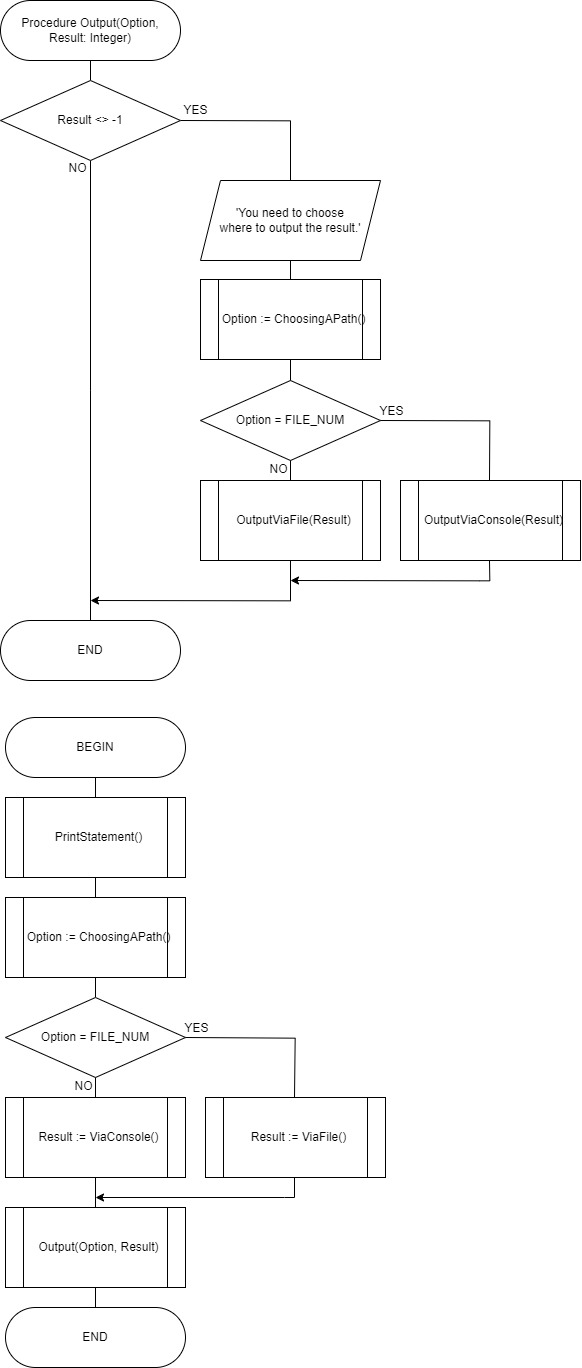 Procedure Output(Option,
Result: Integer)
Result <> -1
YES
NO
'You need to choose
where to output the result.'
Option := ChoosingAPath()
Option = FILE_NUM
YES
NO
OutputViaFile(Result)
OutputViaConsole(Result)
END
BEGIN
PrintStatement()
Option := ChoosingAPath()
Option = FILE_NUM
YES
NO
Result := ViaConsole()
Result := ViaFile()
Output(Option, Result)
END